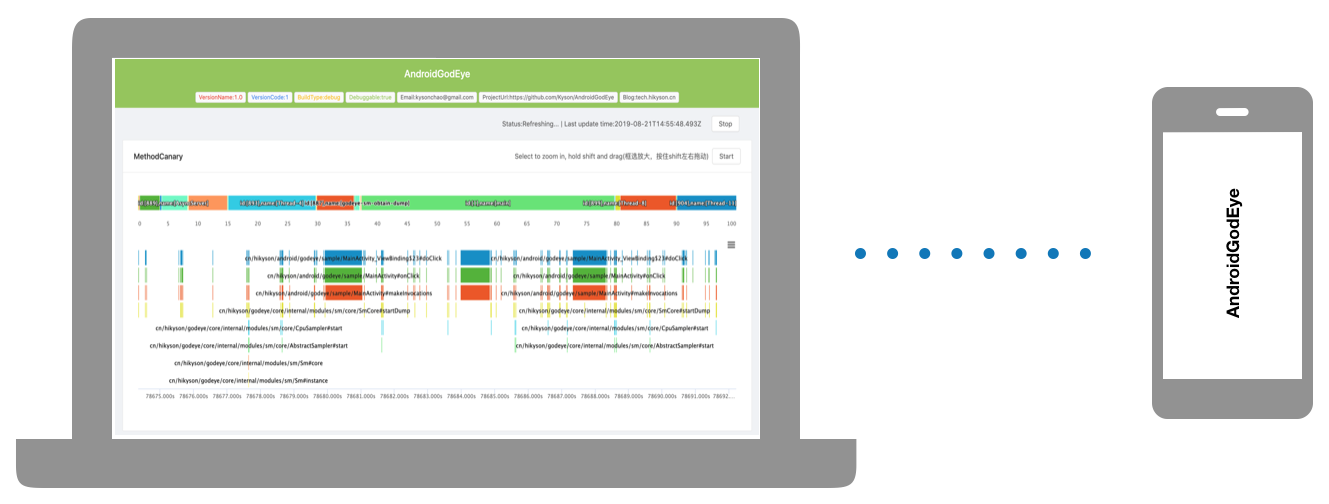 AndroidGodEye
VersionName:1.0 VersionCode:1 BuildType:debug Debuggable:true Email:kysonchao@gmail.com ProjectUrl:https://github.com/Kyson/AndroidGodEye Blog:tech.hikyson.cn
Status:Refreshing... | Last update time:2019-08-21T14:55:48.493Z Stop
MethodCanary Select to zoom in, hold shift and drag(框选放大, 按住shift左右拖动) Start
0 5 10 15 20 25 30 35 40 45 50 55 60 65 70 75 80 85 90 95 100
cn/hikyson/android/godeye/sample/MainActivity_ViewBinding$23#doClick cn/hikyson/android/godeye/sample/MainActivity_ViewBinding$23#doClick
cn/hikyson/android/godeye/sample/MainActivity#onClick cn/hikyson/android/godeye/sample/MainActivity#onClick
cn/hikyson/android/godeye/sample/MainActivity#makeInvocations cn/hikyson/android/godeye/sample/MainActivity#makeInvocations
cn/hikyson/godeye/core/internal/modules/sm/core/SmCore#startDump cn/hikyson/godeye/core/internal/modules/sm/core/SmCore#startDump
cn/hikyson/godeye/core/internal/modules/sm/core/CpuSampler#start cn/hikyson/godeye/core/internal/modules/sm/core/CpuSampler#start
cn/hikyson/godeye/core/internal/modules/sm/core/AbstractSampler#start cn/hikyson/godeye/core/internal/modules/sm/core/AbstractSampler#start
cn/hikyson/godeye/core/internal/modules/sm/Sm#core
cn/hikyson/godeye/core/internal/modules/sm/Sm#instance
78675.000s 78676.000s 78677.000s 78678.000s 78679.000s 78680.000s 78681.000s 78682.000s 78683.000s 78684.000s 78685.000s 78686.000s 78687.000s 78688.000s 78689.000s 78690.000s 78691.000s 78692....
AndroidGodEye